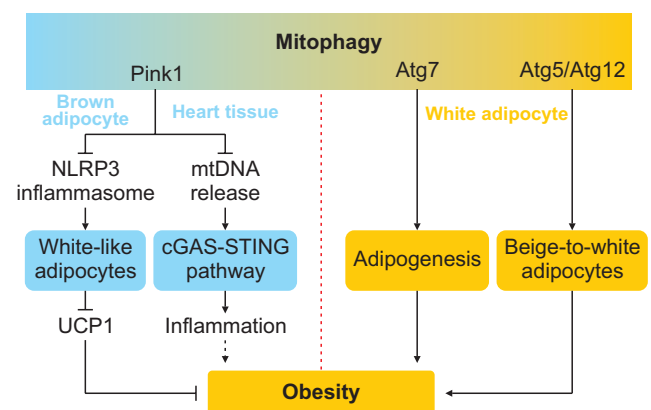 Mitophagy
Pink1
Atg7
Atg5/Atg12
Brown
adipocyte
Heart tissue
White adipocyte
NLRP3
inflammasome
mtDNA
release
White-like
adipocytes
cGAS-STING
pathway
Adipogenesis
Beige-to-white
adipocytes
UCP1
Inflammation
Obesity